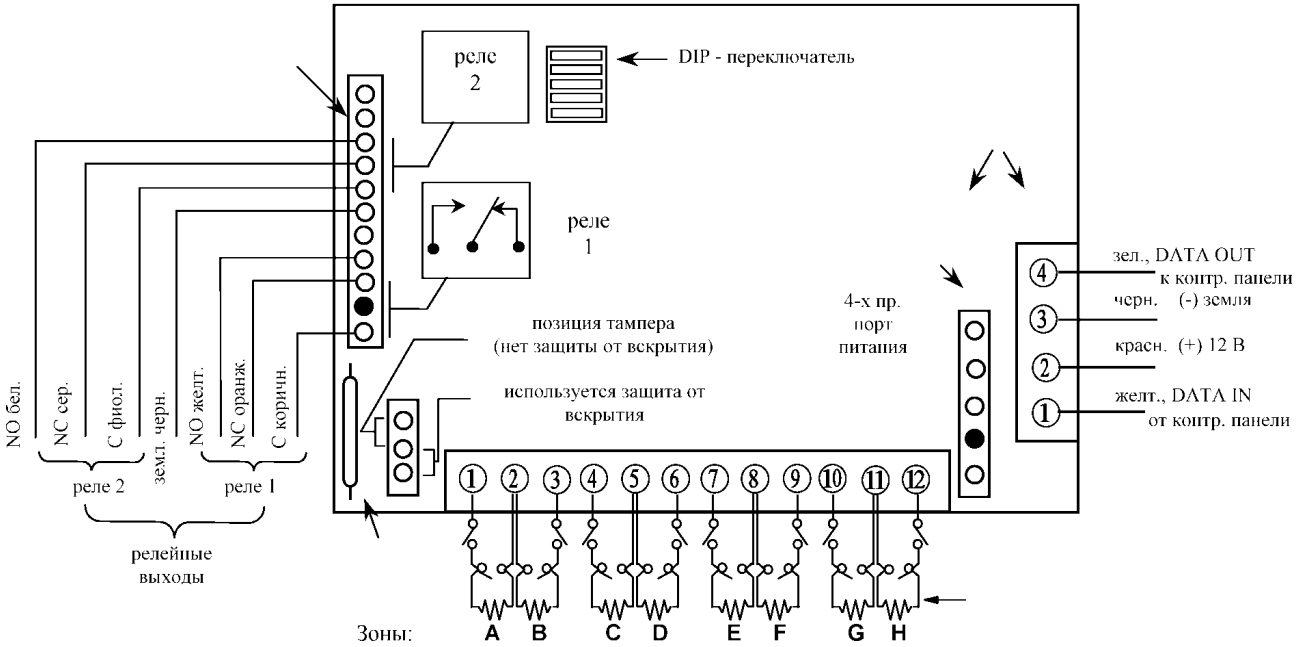 реле
2
DIP - переключатель
реле
1
позиция тампера
(нет защиты от вскрытия)
используется защита от
вскрытия
4-х пр.
порт
питания
4
3
2
1
зел., DATA OUT
к контр. панели
черн. (-) земля
красн. (+) 12 В
желт., DATA IN
от контр. панели
NO бел.
NC сер.
C фиол.
земл. черн.
NO желт.
NC оранж.
C коричн.
реле 2
реле 1
релейные
выходы
1 2 3 4 5 6 7 8 9 10 11 12
Зоны: A B C D E F G H